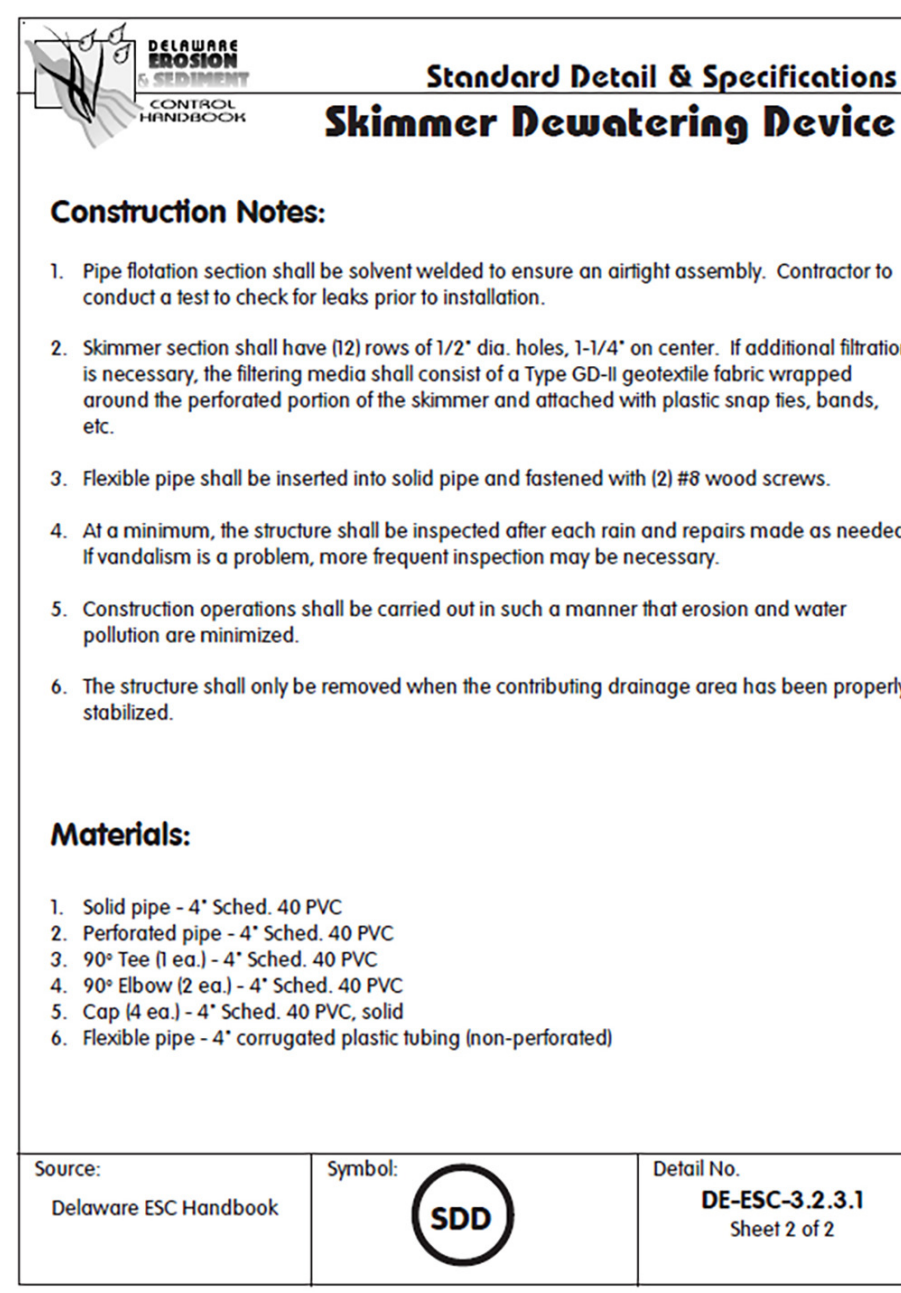 DELAWARE
EROSION
& SEDIMENT
CONTROL
HANDBOOK
Standard Detail & Specifications
Skimmer Dewatering Device
Construction Notes:
1. Pipe flotation section shall be solvent welded to ensure an airtight assembly. Contractor to
conduct a test to check for leaks prior to installation.
2. Skimmer section shall have (12) rows of 1/2" dia. holes, 1-1/4" on center. If additional filtration
is necessary, the filtering media shall consist of a Type GD-II geotextile fabric wrapped
around the perforated portion of the skimmer and attached with plastic snap ties, bands,
etc.
3. Flexible pipe shall be inserted into solid pipe and fastened with (2) #8 wood screws.
4. At a minimum, the structure shall be inspected after each rain and repairs made as needed
If vandalism is a problem, more frequent inspection may be necessary.
5. Construction operations shall be carried out in such a manner that erosion and water
pollution are minimized.
6. The structure shall only be removed when the contributing drainage area has been properly
stabilized.
Materials:
1. Solid pipe - 4" Sched. 40 PVC
2. Perforated pipe - 4" Sched. 40 PVC
3. 90° Tee (1 ea.) - 4" Sched. 40 PVC
4. 90° Elbow (2 ea.) - 4" Sched. 40 PVC
5. Cap (4 ea.) - 4" Sched. 40 PVC, solid
6. Flexible pipe - 4" corrugated plastic tubing (non-perforated)
Source:
Delaware ESC Handbook
Symbol:
SDD
Detail No.
DE-ESC-3.2.3.1
Sheet 2 of 2